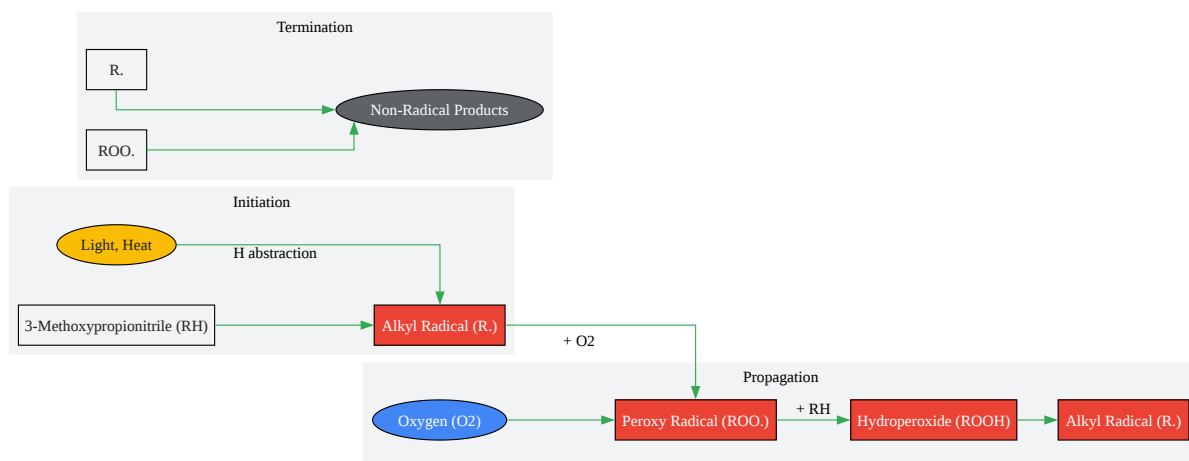 Termination
R.
Non-Radical Products
ROO.
Initiation
Light, Heat
H abstraction
3-Methoxypropionitrile (RH)
Alkyl Radical (R.)
+ O2
Propagation
Oxygen (O2)
Peroxy Radical (ROO.)
+ RH
Hydroperoxide (ROOH)
Alkyl Radical (R.)